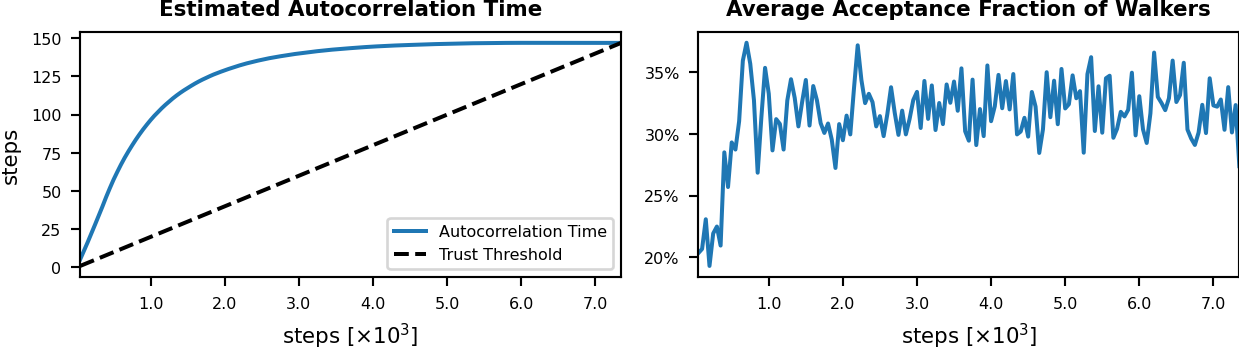 Estimated Autocorrelation Time
steps
150
125
100
75
50
25
0
Autocorrelation Time
Trust Threshold
1.0 2.0 3.0 4.0 5.0 6.0 7.0
steps [×10³]
Average Acceptance Fraction of Walkers
35%
30%
25%
20%
1.0 2.0 3.0 4.0 5.0 6.0 7.0
steps [×10³]